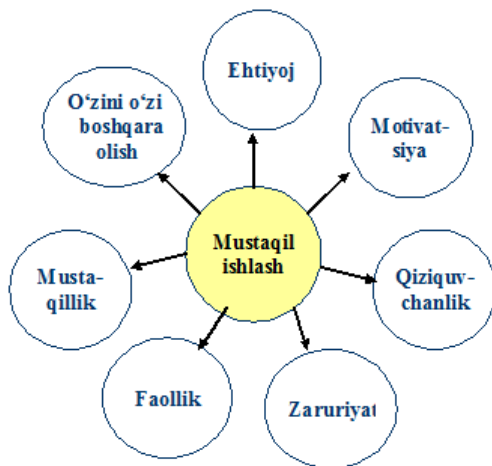 Ehtiyoj
O‘zini o‘zi
boshqara
olish
Motivat-
siya
Mustaqil
ishlash
Musta-
qillik
Qiziquv-
chanlik
Faollik
Zaruriyat